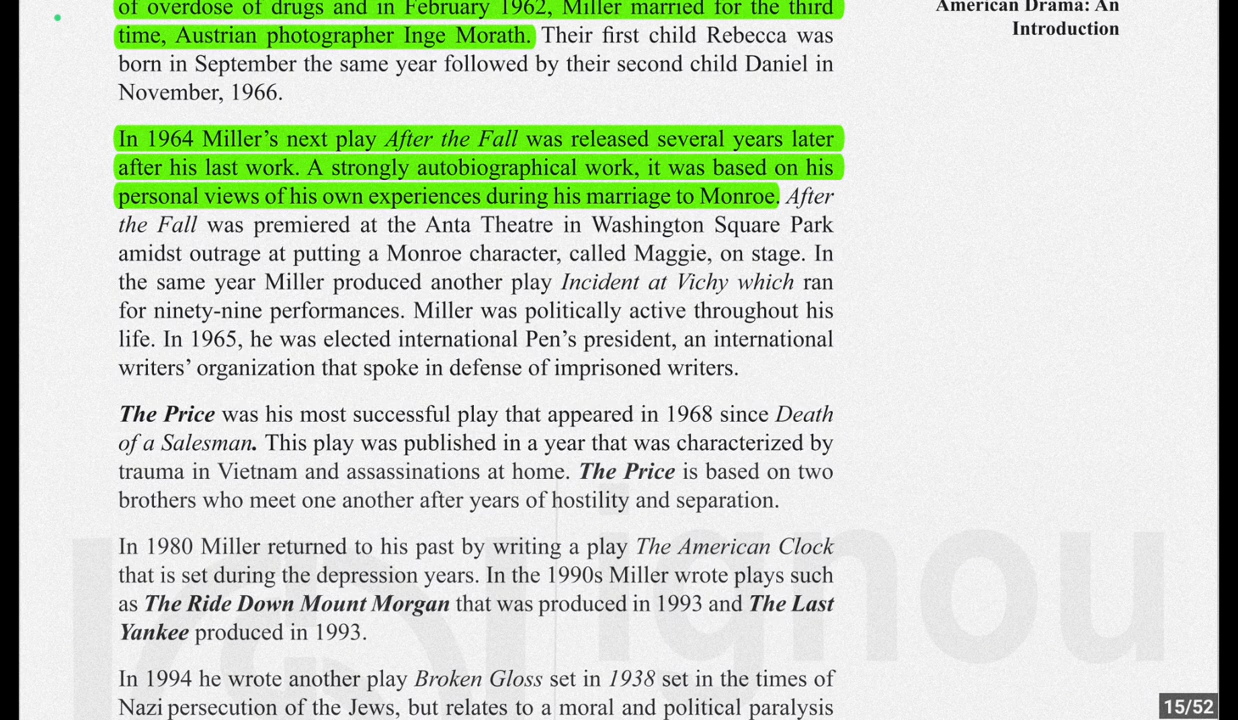 of overdose of drugs and in February 1962, Miller married for the third
time, Austrian photographer Inge Morath. Their first child Rebecca was
born in September the same year followed by their second child Daniel in
November, 1966.
American Drama: An
Introduction
In 1964 Miller's next play After the Fall was released several years later
after his last work. A strongly autobiographical work, it was based on his
personal views of his own experiences during his marriage to Monroe. After
the Fall was premiered at the Anta Theatre in Washington Square Park
amidst outrage at putting a Monroe character, called Maggie, on stage. In
the same year Miller produced another play Incident at Vichy which ran
for ninety-nine performances. Miller was politically active throughout his
life. In 1965, he was elected international Pen's president, an international
writers' organization that spoke in defense of imprisoned writers.
The Price was his most successful play that appeared in 1968 since Death
of a Salesman. This play was published in a year that was characterized by
trauma in Vietnam and assassinations at home. The Price is based on two
brothers who meet one another after years of hostility and separation.
In 1980 Miller returned to his past by writing a play The American Clock
that is set during the depression years. In the 1990s Miller wrote plays such
as The Ride Down Mount Morgan that was produced in 1993 and The Last
Yankee produced in 1993.
In 1994 he wrote another play Broken Gloss set in 1938 set in the times of
Nazi persecution of the Jews, but relates to a moral and political paralysis
ignou
15/52